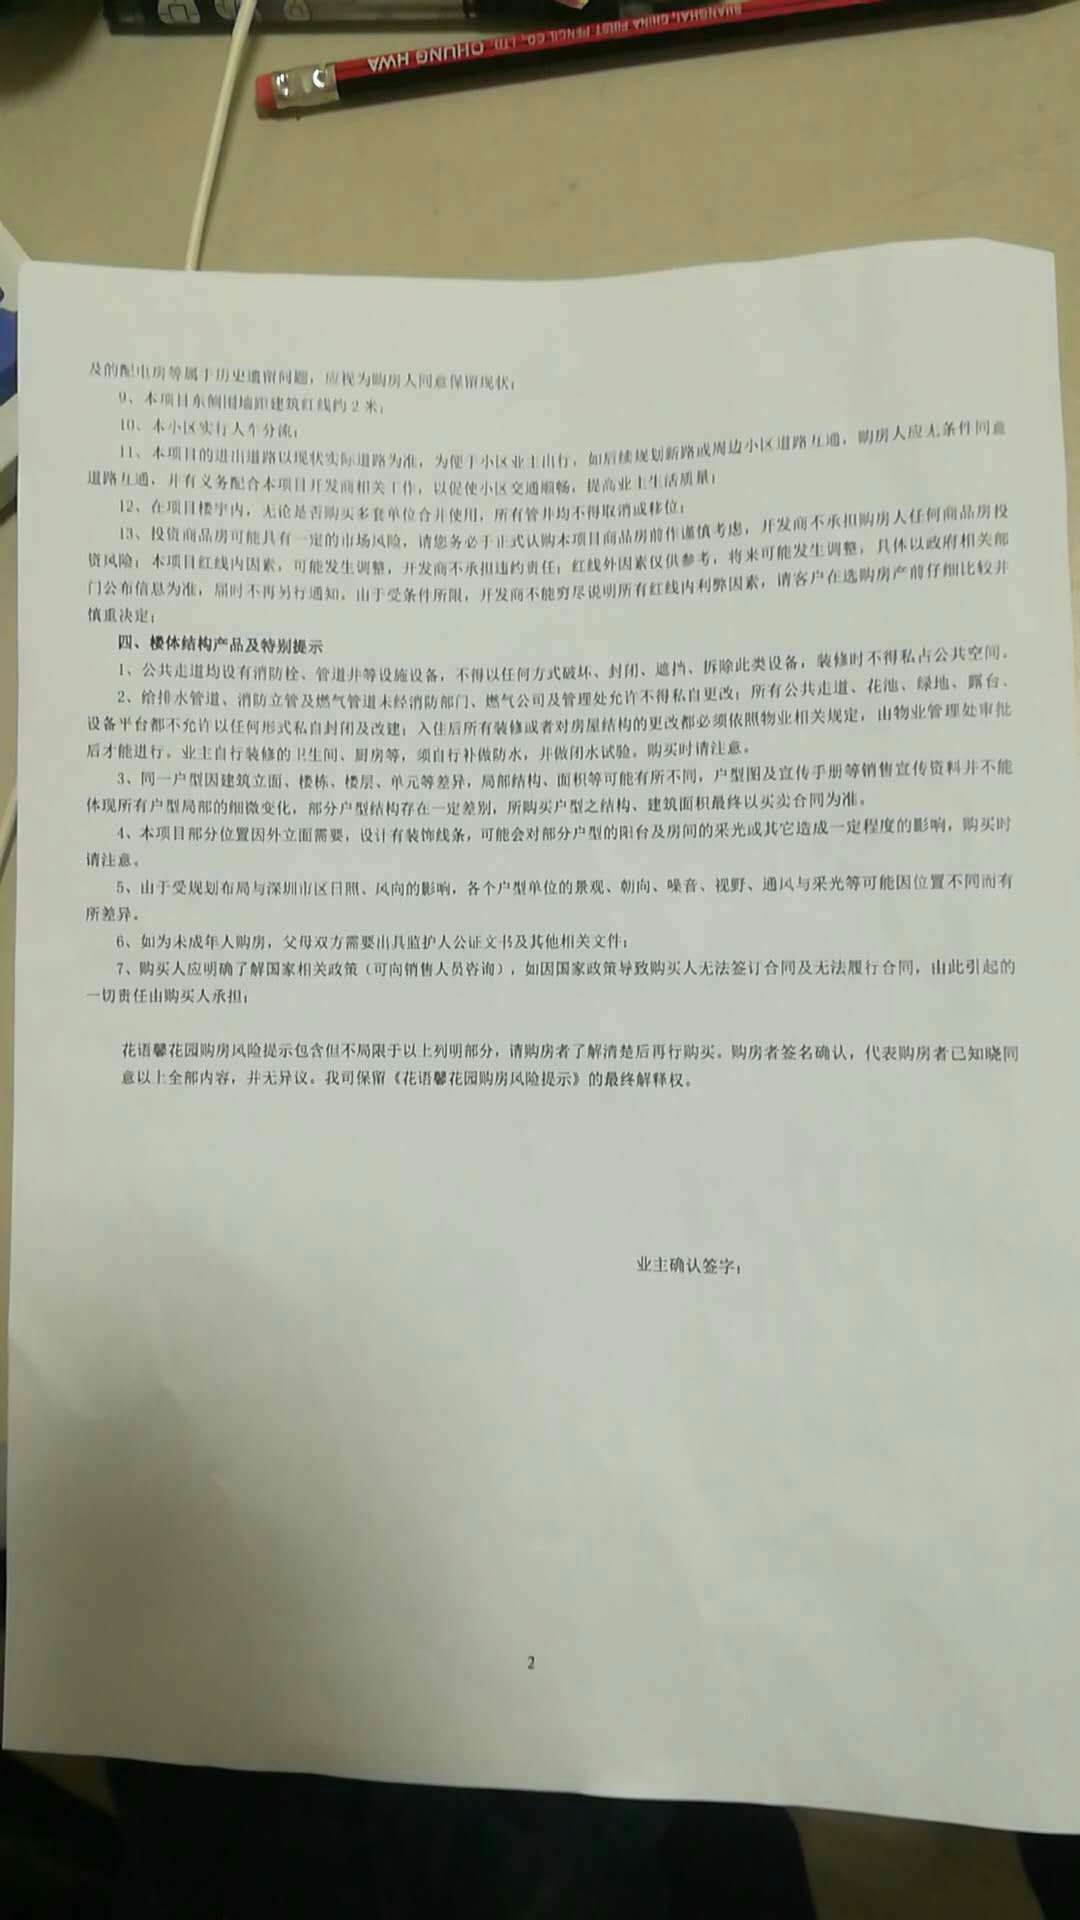 SHANGHAI, CHINA FIRST PENCIL CO., LTD. CHUNG HWA
及的配电房等属于历史遗留问题，应视为购房人同意保留现状；
9、本项目东侧围墙距建筑红线约 2 米；
10、本小区实行人车分流；
11、本项目的进出道路以现状实际道路为准，为便于小区业主出行，如后续规划新路或周边小区道路互通，购房人应无条件同意
道路互通，并有义务配合本项目开发商相关工作，以促使小区交通顺畅，提高业主生活质量；
12、在项目楼宇内，无论是否购买多套单位合并使用，所有管井均不得取消或移位；
13、投资商品房可能具有一定的市场风险，请您务必于正式认购本项目商品房前作谨慎考虑，开发商不承担购房人任何商品房投
资风险；本项目红线内因素，可能发生调整，开发商不承担违约责任；红线外因素仅供参考，将来可能发生调整，具体以政府相关部
门公布信息为准，届时不再另行通知。由于受条件所限，开发商不能穷尽说明所有红线内利弊因素，请客户在选购房产前仔细比较并
慎重决定；
四、楼体结构产品及特别提示
1、公共走道均设有消防栓、管道井等设施设备，不得以任何方式破坏、封闭、遮挡、拆除此类设备，装修时不得私占公共空间。
2、给排水管道、消防立管及燃气管道未经消防部门、燃气公司及管理处允许不得私自更改；所有公共走道、花池、绿地、露台、
设备平台都不允许以任何形式私自封闭及改建；入住后所有装修或者对房屋结构的更改都必须依照物业相关规定，由物业管理处审批
后才能进行。业主自行装修的卫生间、厨房等，须自行补做防水，并做闭水试验。购买时请注意。
3、同一户型因建筑立面、楼栋、楼层、单元等差异，局部结构、面积等可能有所不同，户型图及宣传手册等销售宣传资料并不能
体现所有户型局部的细微变化，部分户型结构存在一定差别，所购买户型之结构、建筑面积最终以买卖合同为准。
4、本项目部分位置因外立面需要，设计有装饰线条，可能会对部分户型的阳台及房间的采光或其它造成一定程度的影响，购买时
请注意。
5、由于受规划布局与深圳市区日照、风向的影响，各个户型单位的景观、朝向、噪音、视野、通风与采光等可能因位置不同而有
所差异。
6、如为未成年人购房，父母双方需要出具监护人公证文书及其他相关文件；
7、购买人应明确了解国家相关政策（可向销售人员咨询），如因国家政策导致购买人无法签订合同及无法履行合同，由此引起的
一切责任由购买人承担；
花语馨花园购房风险提示包含但不局限于以上列明部分，请购房者了解清楚后再行购买。购房者签名确认，代表购房者已知晓同
意以上全部内容，并无异议。我司保留《花语馨花园购房风险提示》的最终解释权。
业主确认签字：
2